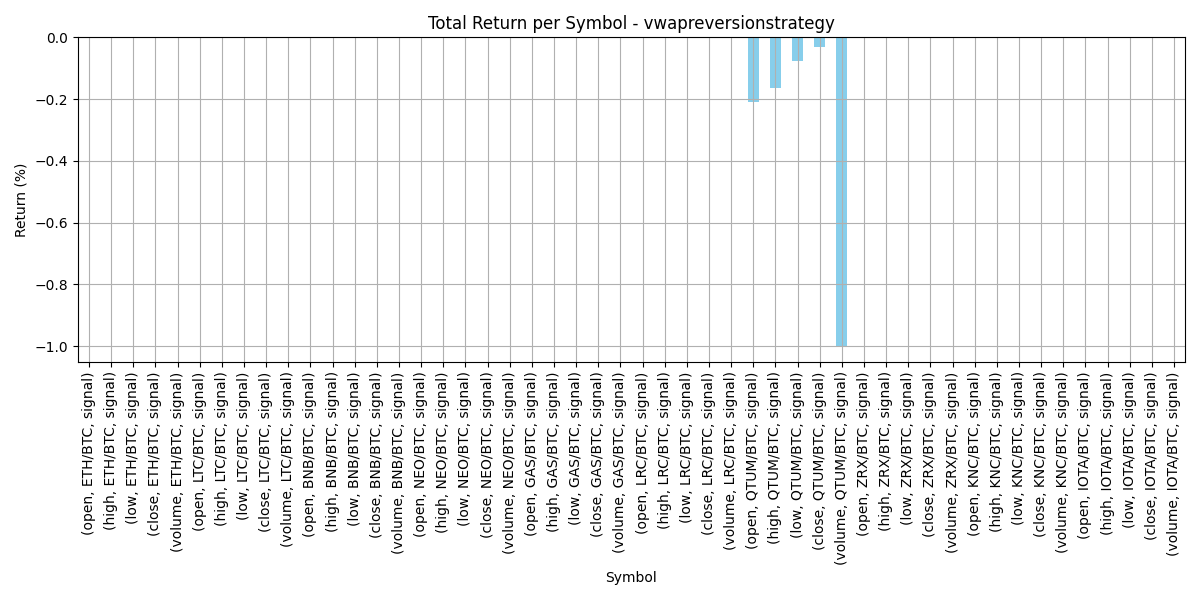 Total Return per Symbol - vwapreversionstrategy
Return (%)
0.0
−0.2
−0.4
−0.6
−0.8
−1.0
(open, ETH/BTC, signal)
(high, ETH/BTC, signal)
(low, ETH/BTC, signal)
(close, ETH/BTC, signal)
(volume, ETH/BTC, signal)
(open, LTC/BTC, signal)
(high, LTC/BTC, signal)
(low, LTC/BTC, signal)
(close, LTC/BTC, signal)
(volume, LTC/BTC, signal)
(open, BNB/BTC, signal)
(high, BNB/BTC, signal)
(low, BNB/BTC, signal)
(close, BNB/BTC, signal)
(volume, BNB/BTC, signal)
(open, NEO/BTC, signal)
(high, NEO/BTC, signal)
(low, NEO/BTC, signal)
(close, NEO/BTC, signal)
(volume, NEO/BTC, signal)
(open, GAS/BTC, signal)
(high, GAS/BTC, signal)
(low, GAS/BTC, signal)
(close, GAS/BTC, signal)
(volume, GAS/BTC, signal)
(open, LRC/BTC, signal)
(high, LRC/BTC, signal)
(low, LRC/BTC, signal)
(close, LRC/BTC, signal)
(volume, LRC/BTC, signal)
(open, QTUM/BTC, signal)
(high, QTUM/BTC, signal)
(low, QTUM/BTC, signal)
(close, QTUM/BTC, signal)
(volume, QTUM/BTC, signal)
(open, ZRX/BTC, signal)
(high, ZRX/BTC, signal)
(low, ZRX/BTC, signal)
(close, ZRX/BTC, signal)
(volume, ZRX/BTC, signal)
(open, KNC/BTC, signal)
(high, KNC/BTC, signal)
(low, KNC/BTC, signal)
(close, KNC/BTC, signal)
(volume, KNC/BTC, signal)
(open, IOTA/BTC, signal)
(high, IOTA/BTC, signal)
(low, IOTA/BTC, signal)
(close, IOTA/BTC, signal)
(volume, IOTA/BTC, signal)
Symbol